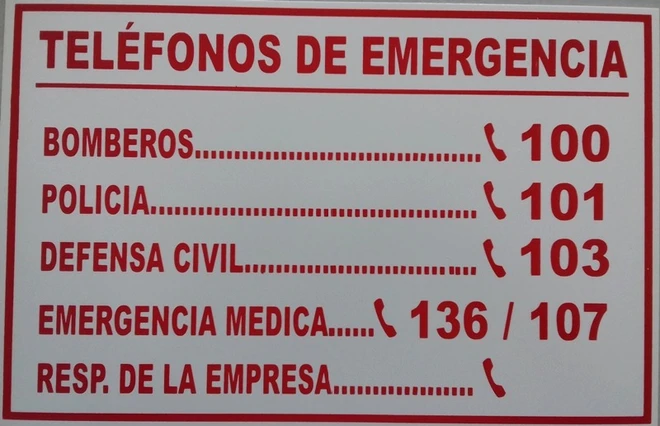 TELÉFONOS DE EMERGENCIA
BOMBEROS................................ 100
POLICIA..................................... 101
DEFENSA CIVIL.......................... 103
EMERGENCIA MEDICA...... 136 / 107
RESP. DE LA EMPRESA................